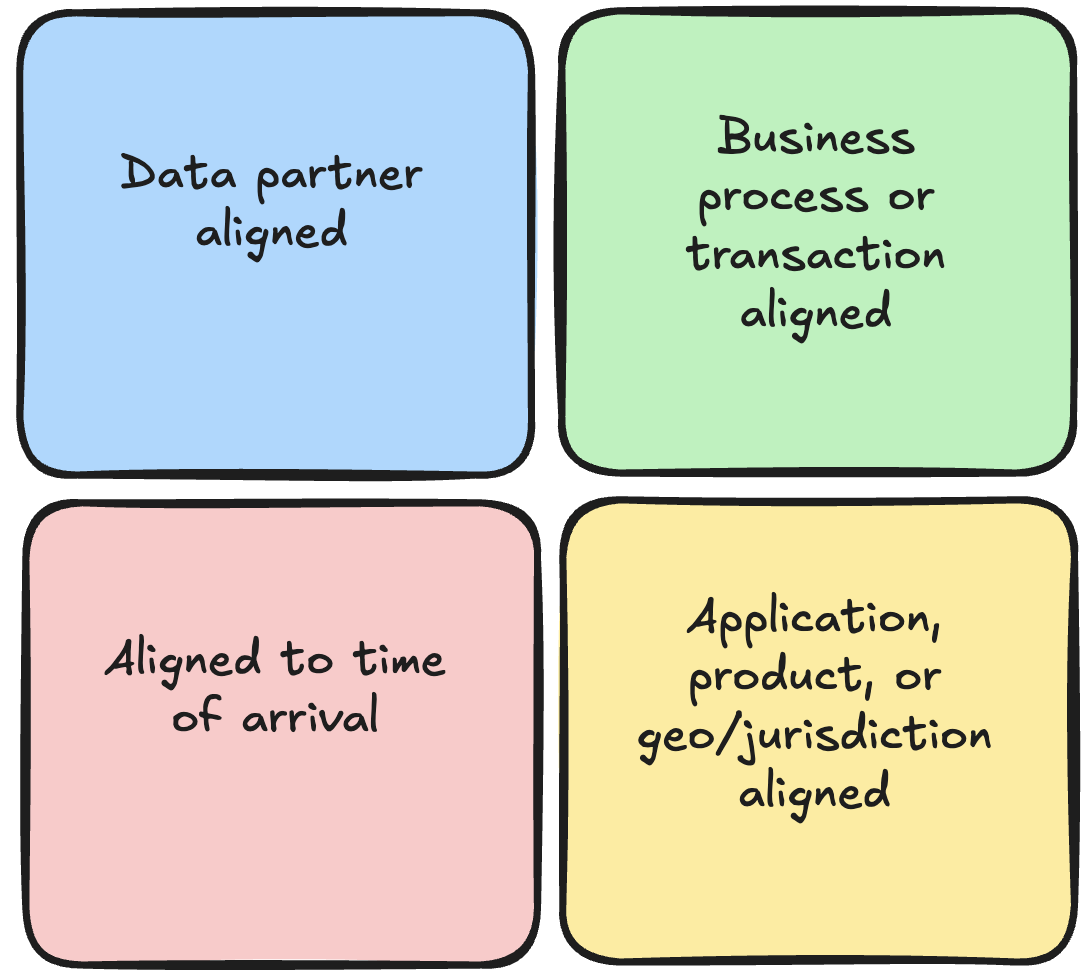 Data partner
aligned
Business
process or
transaction
aligned
Aligned to time
of arrival
Application,
product, or
geo/jurisdiction
aligned